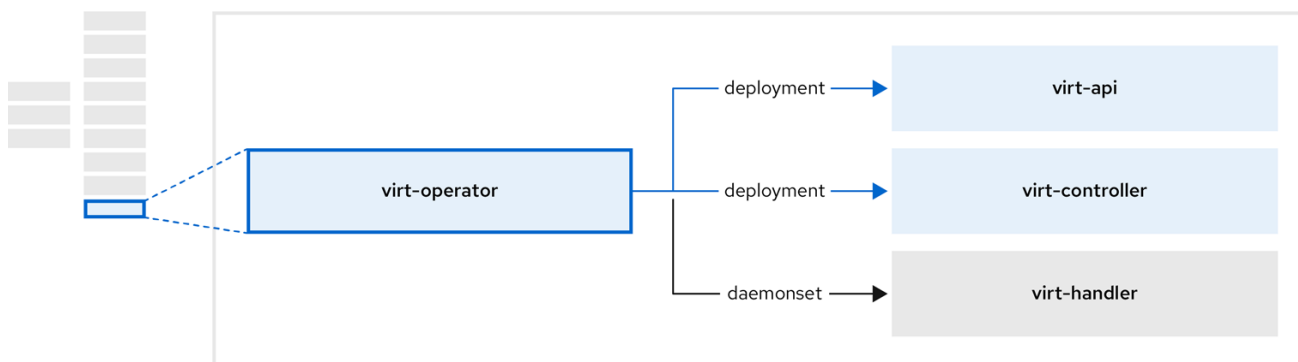 deployment
virt-api
virt-operator
deployment
virt-controller
daemonset
virt-handler